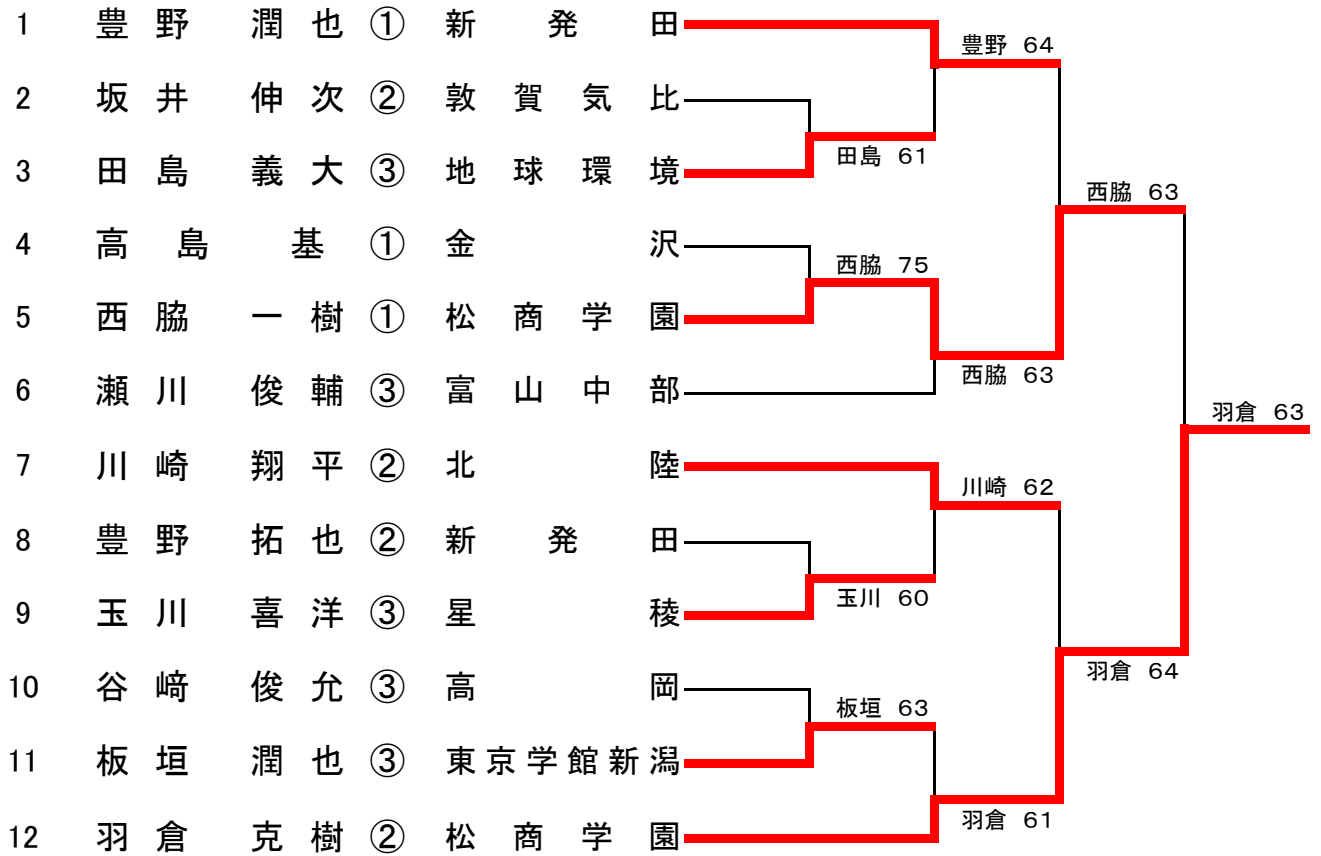 1 豊野 潤也 ① 新発田
豊野 64
2 坂井 伸次 ② 敦賀気比
田島 61
3 田島 義大 ③ 地球環境
西脇 63
4 高島 基 ① 金沢
西脇 75
5 西脇 一樹 ① 松商学園
西脇 63
6 瀬川 俊輔 ③ 富山中部
羽倉 63
7 川崎 翔平 ② 北陸
川崎 62
8 豊野 拓也 ② 新発田
玉川 60
9 玉川 喜洋 ③ 星稜
羽倉 64
10 谷﨑 俊允 ③ 高岡
板垣 63
11 板垣 潤也 ③ 東京学館新潟
羽倉 61
12 羽倉 克樹 ② 松商学園